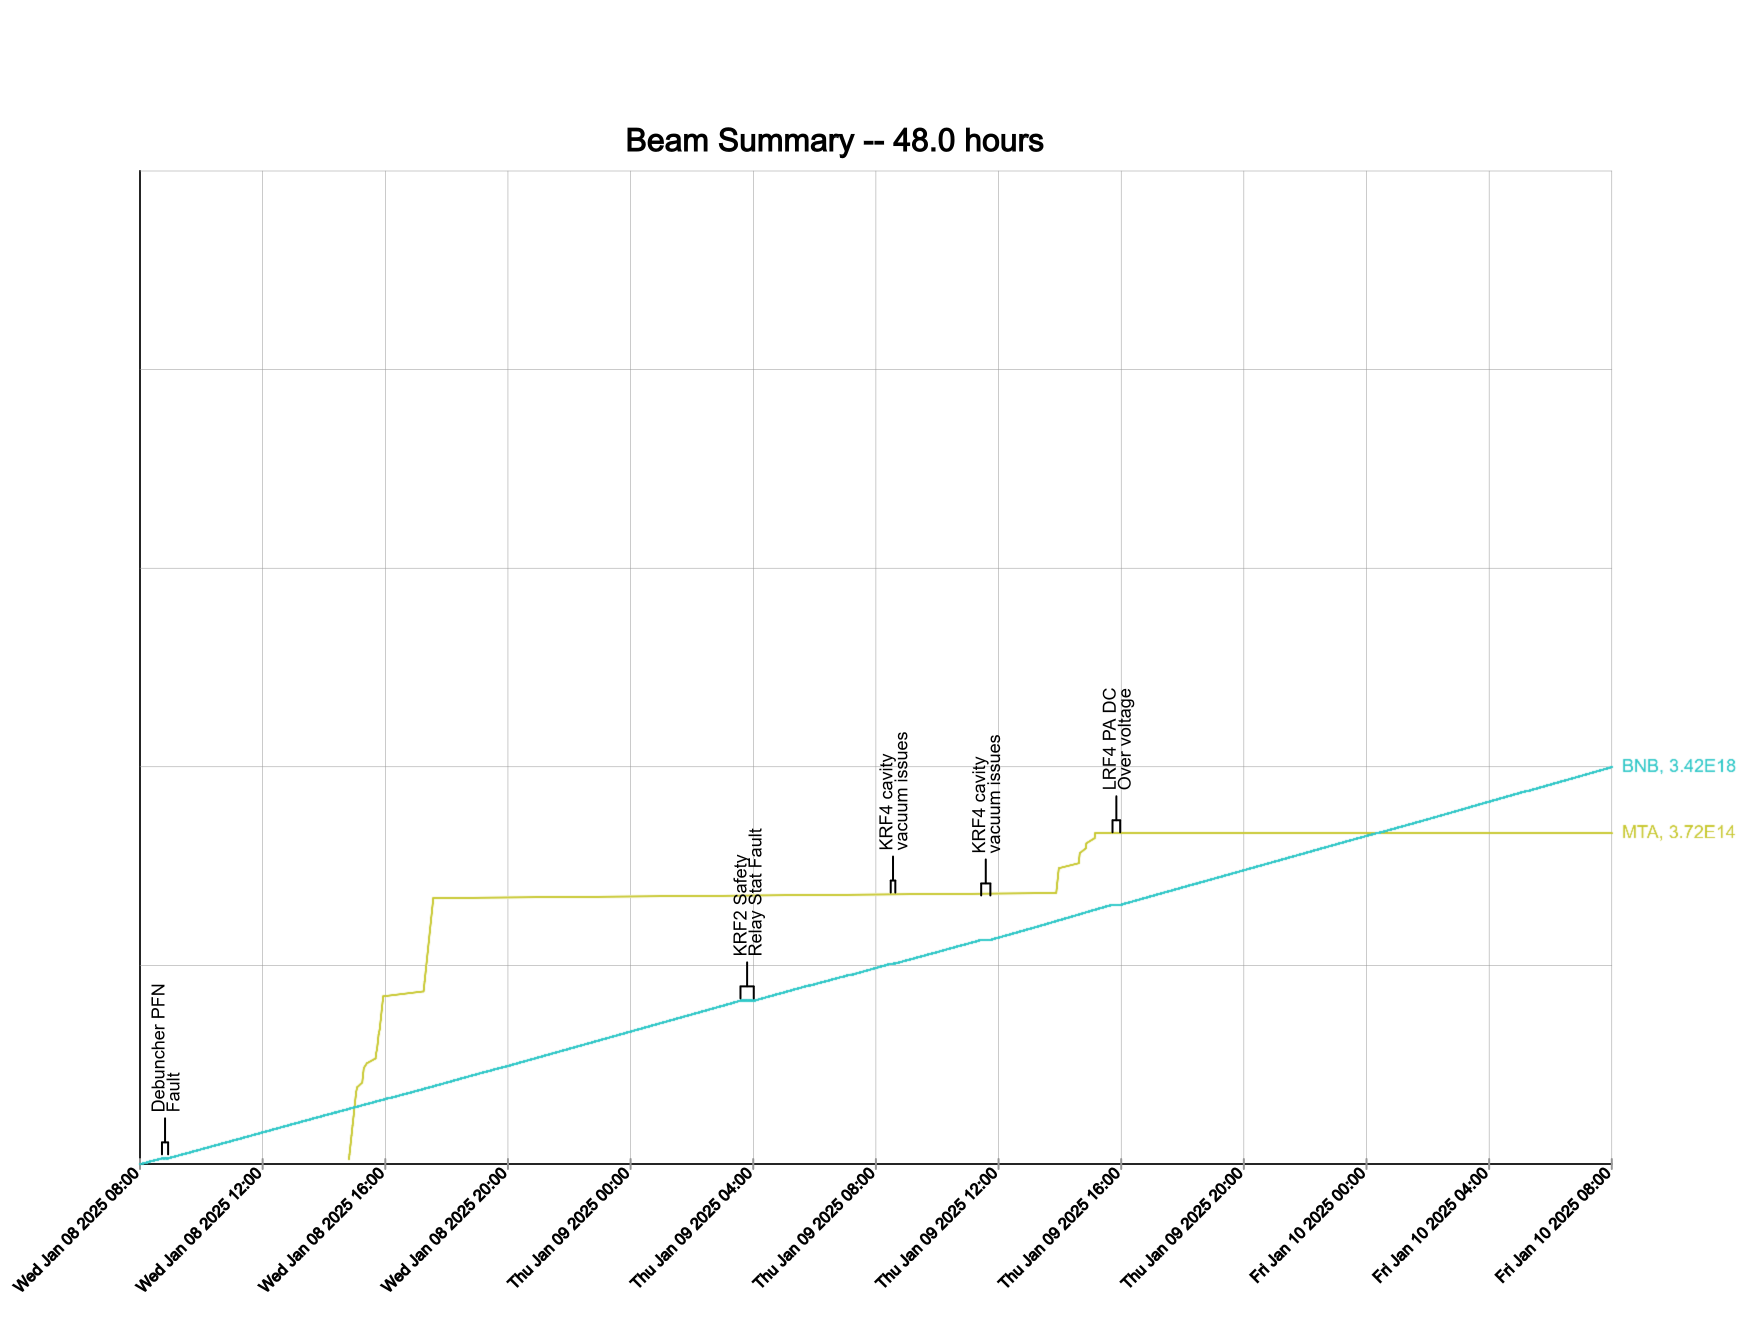 Beam Summary -- 48.0 hours
LRF4 PA DC
Over voltage
KRF4 cavity
vacuum issues
KRF4 cavity
vacuum issues
BNB, 3.42E18
MTA, 3.72E14
KRF2 Safety
Relay Stat Fault
Debuncher PFN
Fault
Wed Jan 08 2025 08:00
Wed Jan 08 2025 12:00
Wed Jan 08 2025 16:00
Wed Jan 08 2025 20:00
Thu Jan 09 2025 00:00
Thu Jan 09 2025 04:00
Thu Jan 09 2025 08:00
Thu Jan 09 2025 12:00
Thu Jan 09 2025 16:00
Thu Jan 09 2025 20:00
Fri Jan 10 2025 00:00
Fri Jan 10 2025 04:00
Fri Jan 10 2025 08:00